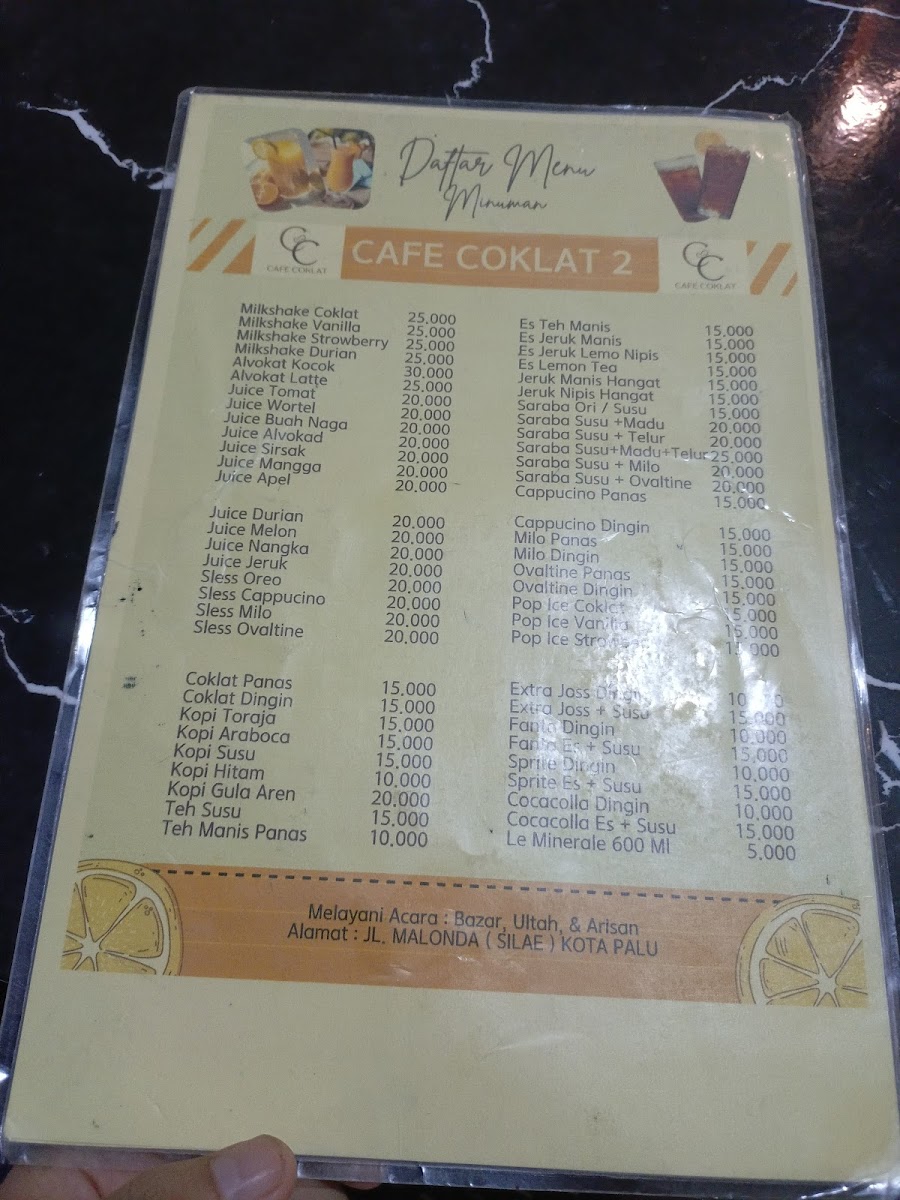 Daftar Menu
Minuman
CAFE COKLAT 2
CC
CAFE COKLAT
CC
CAFE COKLAT
Milkshake Coklat 25,000
Milkshake Vanilla 25,000
Milkshake Strowberry 25,000
Milkshake Durian 25,000
Alvokat Kocok 30,000
Alvokat Latte 25,000
Juice Tomat 20,000
Juice Wortel 20,000
Juice Buah Naga 20,000
Juice Alvokad 20,000
Juice Sirsak 20,000
Juice Mangga 20,000
Juice Apel 20,000
Juice Durian 20,000
Juice Melon 20,000
Juice Nangka 20,000
Juice Jeruk 20,000
Sless Oreo 20,000
Sless Cappucino 20,000
Sless Milo 20,000
Sless Ovaltine 20,000
Coklat Panas 15,000
Coklat Dingin 15,000
Kopi Toraja 15,000
Kopi Araboca 15,000
Kopi Susu 15,000
Kopi Hitam 10,000
Kopi Gula Aren 20,000
Teh Susu 15,000
Teh Manis Panas 10,000
Es Teh Manis 15,000
Es Jeruk Manis 15,000
Es Jeruk Lemo Nipis 15,000
Es Lemon Tea 15,000
Jeruk Manis Hangat 15,000
Jeruk Nipis Hangat 15,000
Saraba Ori / Susu 15,000
Saraba Susu +Madu 20,000
Saraba Susu + Telur 20,000
Saraba Susu+Madu+Telur 25,000
Saraba Susu + Milo 20,000
Saraba Susu + Ovaltine 20,000
Cappucino Panas 15,000
Cappucino Dingin 15,000
Milo Panas 15,000
Milo Dingin 15,000
Ovaltine Panas 15,000
Ovaltine Dingin 15,000
Pop Ice Coklat 15,000
Pop Ice Vanilla 15,000
Pop Ice 15,000
Extra Joss Dingin
Extra Joss + Susu 15,000
Fanta Dingin 10,000
Fanta Es + Susu 15,000
Sprite Dingin 10,000
Sprite Es + Susu 15,000
Cocacolla Dingin 10,000
Cocacolla Es + Susu 15,000
Le Minerale 600 Ml 5,000
Melayani Acara : Bazar, Ultah, & Arisan
Alamat : JL. MALONDA ( SILAE ) KOTA PALU